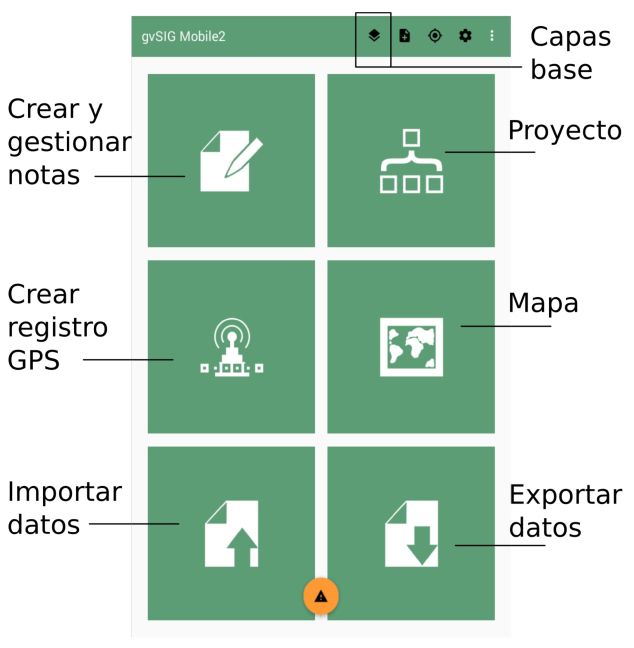 gvSIG Mobile2
Capas
base
Crear y
gestionar
notas
Proyecto
Crear
registro
GPS
Mapa
Importar
datos
Exportar
datos